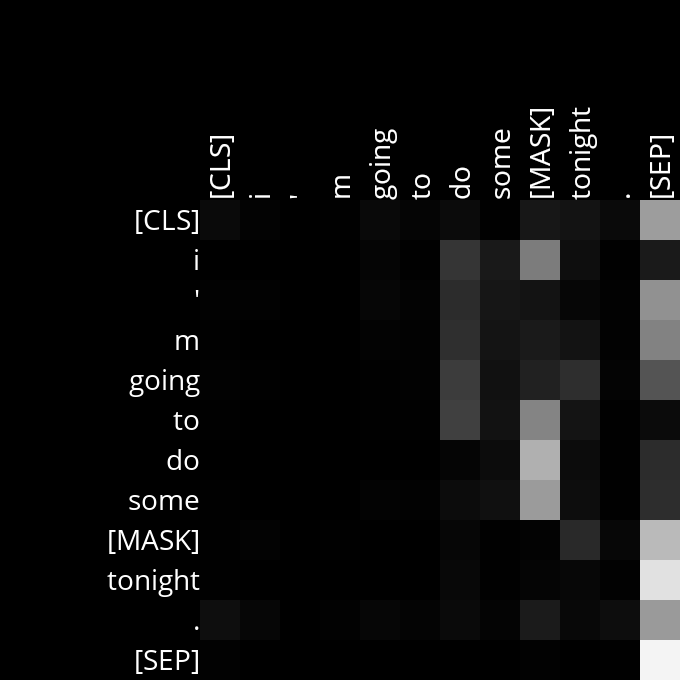 [CLS] i ' m going to do some [MASK] tonight . [SEP]
[CLS]
i
'
m
going
to
do
some
[MASK]
tonight
.
[SEP]